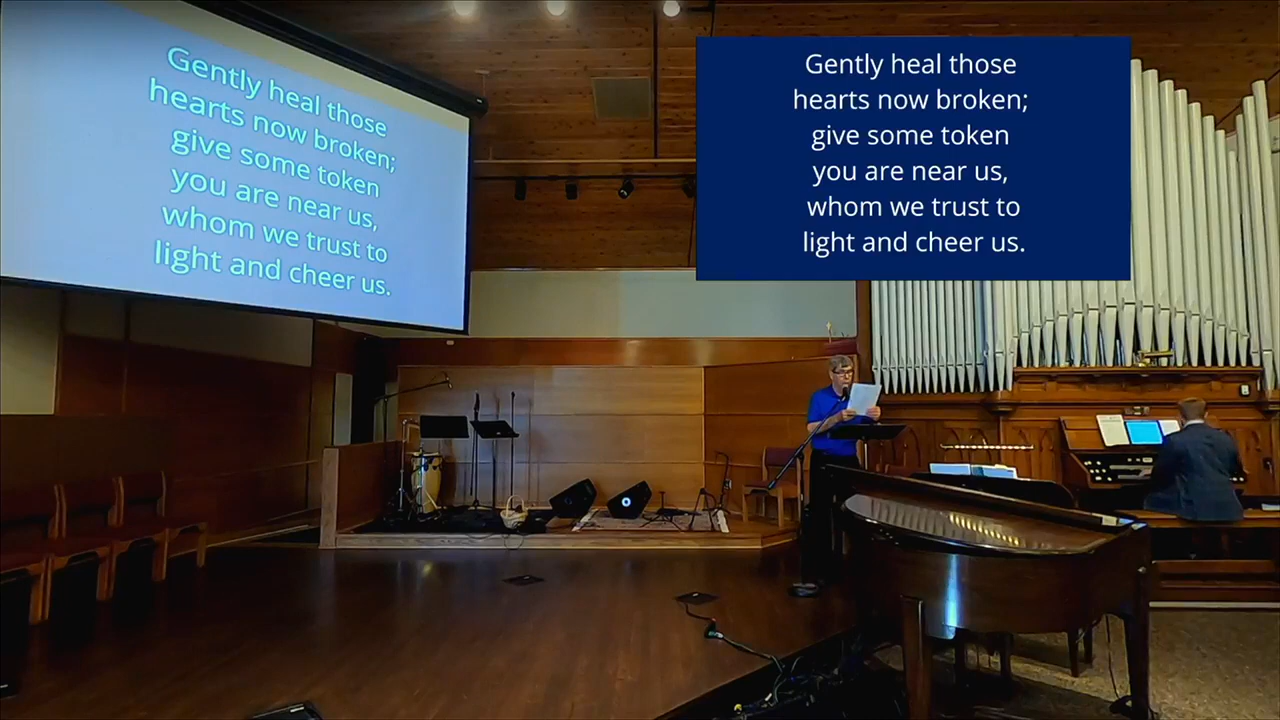 Gently heal those
hearts now broken;
give some token
you are near us,
whom we trust to
light and cheer us.
Gently heal those
hearts now broken;
give some token
you are near us,
whom we trust to
light and cheer us.